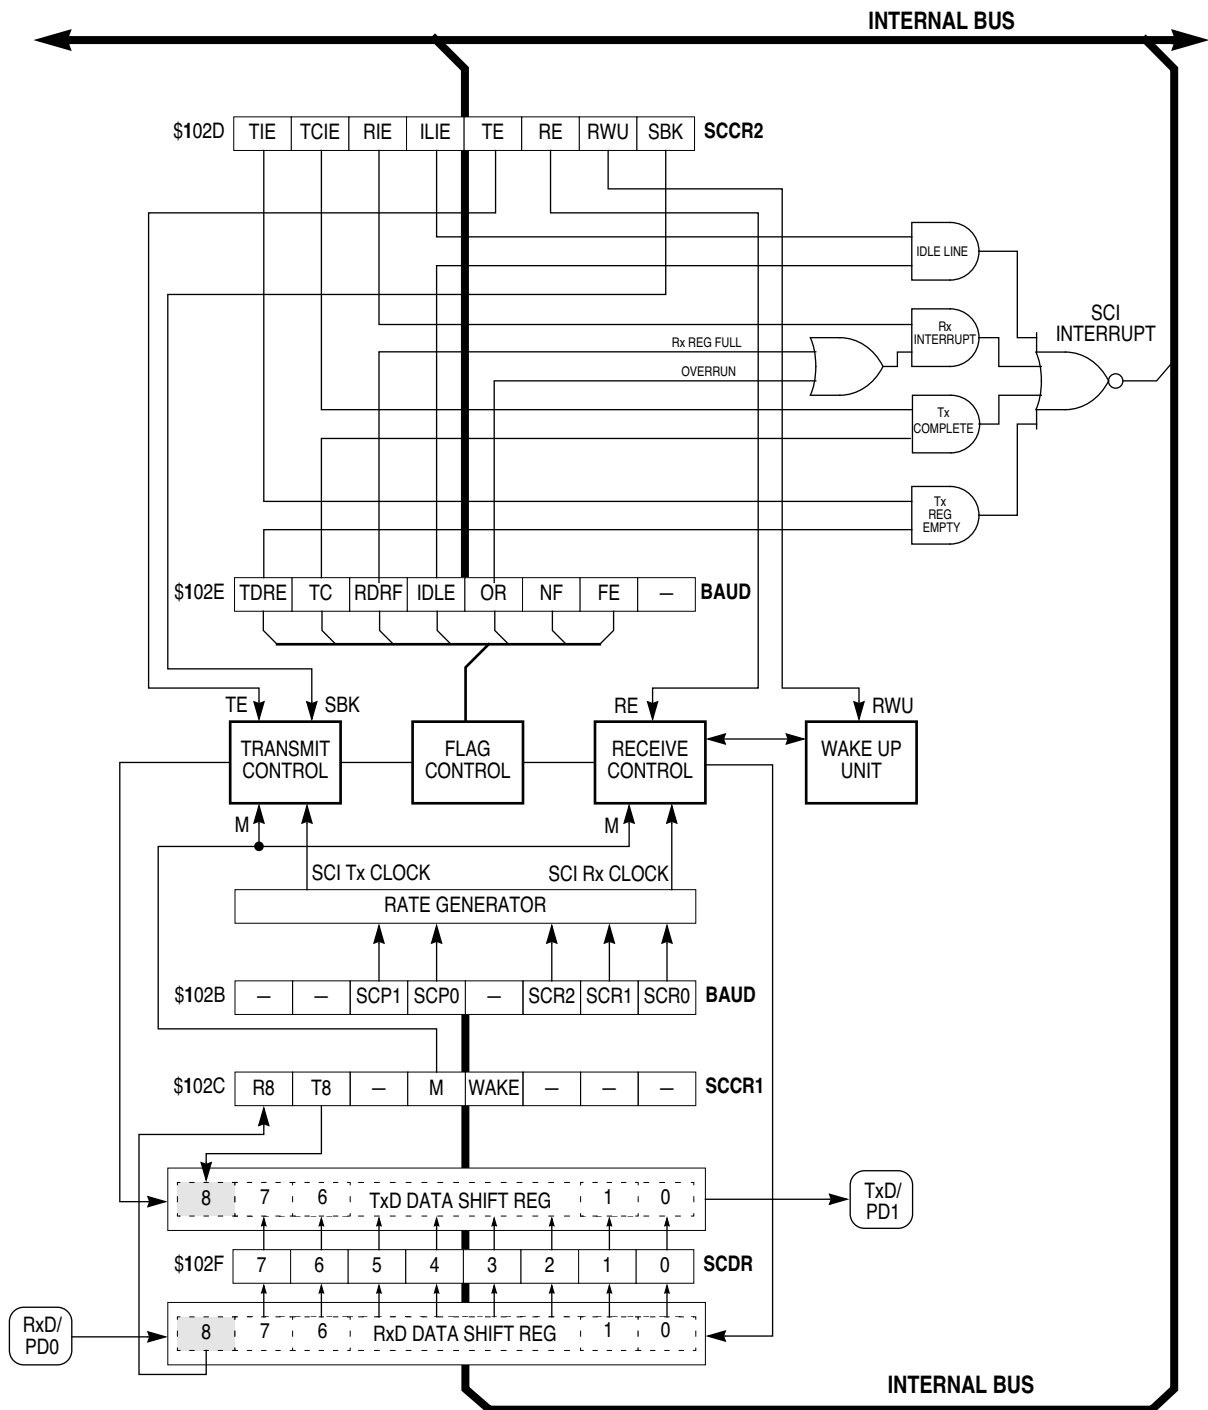 INTERNAL BUS
$102D TIE TCIE RIE ILIE TE RE RWU SBK SCCR2
IDLE LINE
SCI
INTERRUPT
Rx
INTERRUPT
Rx REG FULL
OVERRUN
Tx
COMPLETE
Tx
REG
EMPTY
$102E TDRE TC RDRF IDLE OR NF FE — BAUD
TE SBK RE RWU
TRANSMIT
CONTROL
FLAG
CONTROL
RECEIVE
CONTROL
WAKE UP
UNIT
M M
SCI Tx CLOCK SCI Rx CLOCK
RATE GENERATOR
$102B — — SCP1 SCP0 — SCR2 SCR1 SCR0 BAUD
$102C R8 T8 — M WAKE — — — SCCR1
8 7 6 TxD DATA SHIFT REG 1 0
TxD/
PD1
$102F 7 6 5 4 3 2 1 0 SCDR
RxD/
PD0
8 7 6 RxD DATA SHIFT REG 1 0
INTERNAL BUS